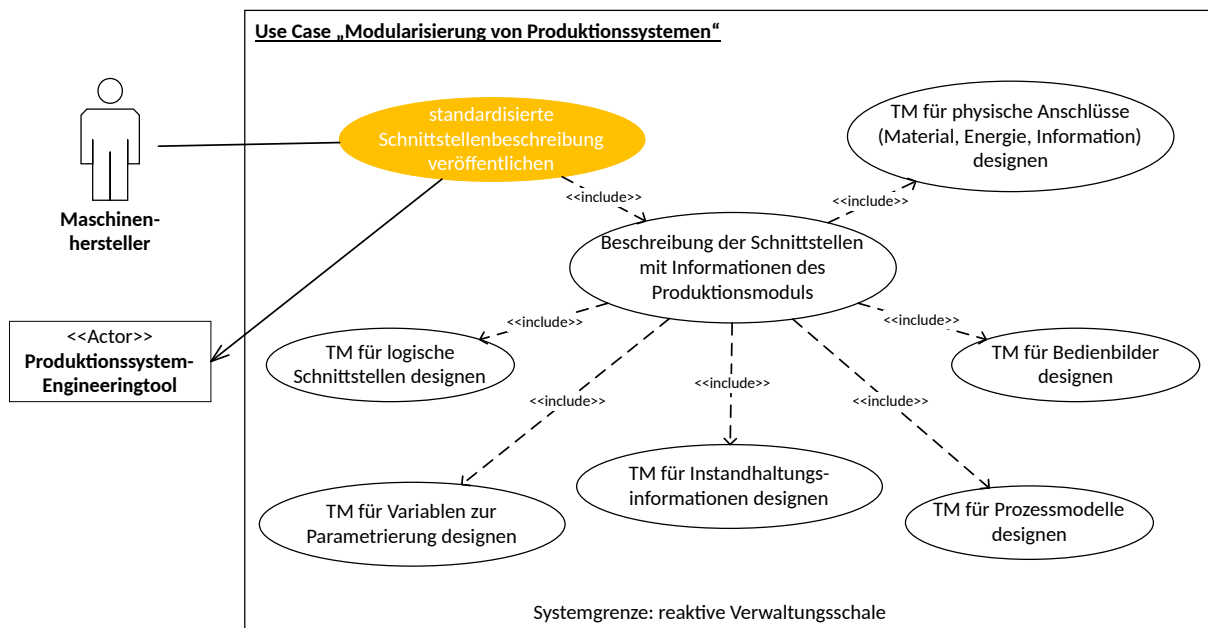 Use Case „Modularisierung von Produktionssystemen“
standardisierte
Schnittstellenbeschreibung
veröffentlichen
TM für physische Anschlüsse
(Material, Energie, Information)
designen
Maschinen-
hersteller
<<include>>
<<include>>
Beschreibung der Schnittstellen
mit Informationen des
Produktionsmoduls
<<Actor>>
Produktionssystem-
Engineeringtool
<<include>>
<<include>>
TM für logische
Schnittstellen designen
TM für Bedienbilder
designen
<<include>>
<<include>>
<<include>>
TM für Variablen zur
Parametrierung designen
TM für Instandhaltungs-
informationen designen
TM für Prozessmodelle
designen
Systemgrenze: reaktive Verwaltungsschale